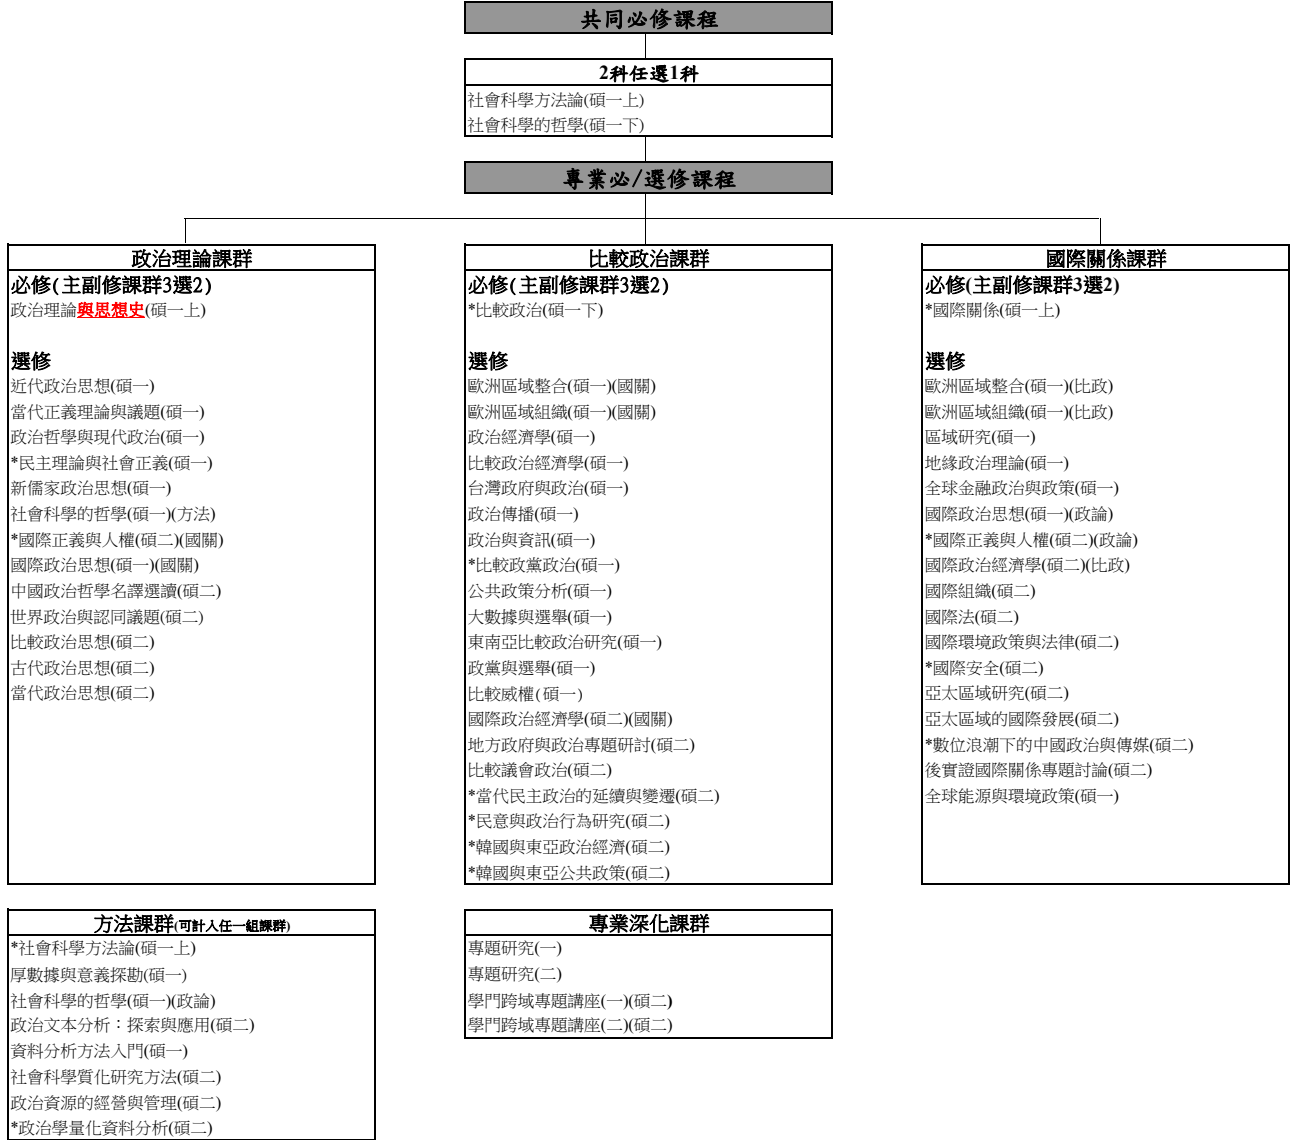 共同必修課程
2科任選1科
社會科學方法論(碩一上)
社會科學的哲學(碩一下)
專業必/選修課程
政治理論課群
必修(主副修課群3選2)
政治理論與思想史(碩一上)
選修
近代政治思想(碩一)
當代正義理論與議題(碩一)
政治哲學與現代政治(碩一)
*民主理論與社會正義(碩一)
新儒家政治思想(碩一)
社會科學的哲學(碩一)(方法)
*國際正義與人權(碩二)(國關)
國際政治思想(碩一)(國關)
中國政治哲學名譯選讀(碩二)
世界政治與認同議題(碩二)
比較政治思想(碩二)
古代政治思想(碩二)
當代政治思想(碩二)
比較政治課群
必修(主副修課群3選2)
*比較政治(碩一下)
選修
歐洲區域整合(碩一)(國關)
歐洲區域組織(碩一)(國關)
政治經濟學(碩一)
比較政治經濟學(碩一)
台灣政府與政治(碩一)
政治傳播(碩一)
政治與資訊(碩一)
*比較政黨政治(碩一)
公共政策分析(碩一)
大數據與選舉(碩一)
東南亞比較政治研究(碩一)
政黨與選舉(碩一)
比較威權(碩一)
國際政治經濟學(碩二)(國關)
地方政府與政治專題研討(碩二)
比較議會政治(碩二)
*當代民主政治的延續與變遷(碩二)
*民意與政治行為研究(碩二)
*韓國與東亞政治經濟(碩二)
*韓國與東亞公共政策(碩二)
國際關係課群
必修(主副修課群3選2)
*國際關係(碩一上)
選修
歐洲區域整合(碩一)(比政)
歐洲區域組織(碩一)(比政)
區域研究(碩一)
地緣政治理論(碩一)
全球金融政治與政策(碩一)
國際政治思想(碩一)(政論)
*國際正義與人權(碩二)(政論)
國際政治經濟學(碩二)(比政)
國際組織(碩二)
國際法(碩二)
國際環境政策與法律(碩二)
*國際安全(碩二)
亞太區域研究(碩二)
亞太區域的國際發展(碩二)
*數位浪潮下的中國政治與傳媒(碩二)
後實證國際關係專題討論(碩二)
全球能源與環境政策(碩一)
方法課群(可計入任一組課群)
*社會科學方法論(碩一上)
厚數據與意義探勘(碩一)
社會科學的哲學(碩一)(政論)
政治文本分析：探索與應用(碩二)
資料分析方法入門(碩一)
社會科學質化研究方法(碩二)
政治資源的經營與管理(碩二)
*政治學量化資料分析(碩二)
專業深化課群
專題研究(一)
專題研究(二)
學門跨域專題講座(一)(碩二)
學門跨域專題講座(二)(碩二)